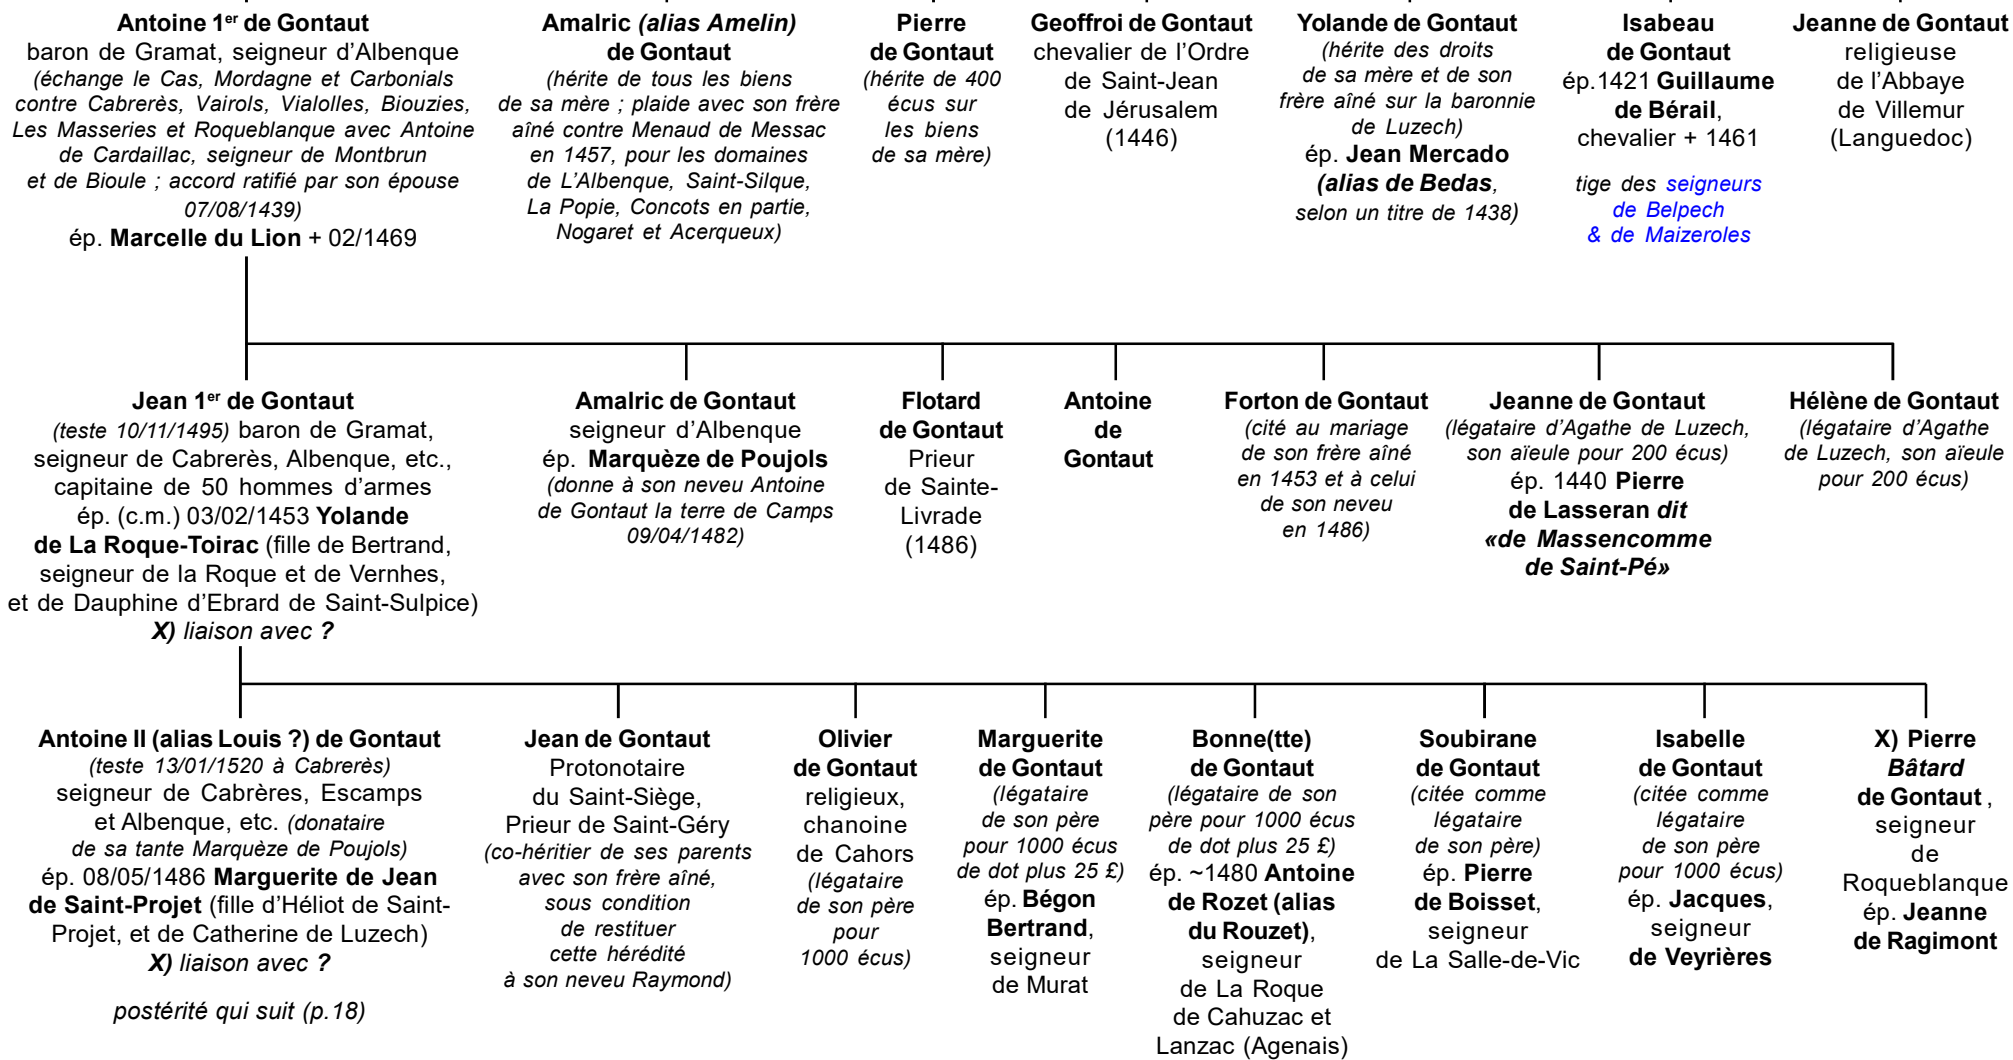 Antoine 1er de Gontaut
baron de Gramat, seigneur d’Albenque
(échange le Cas, Mordagne et Carbonials
contre Cabrerès, Vairols, Vialolles, Biouzies,
Les Masseries et Roqueblanque avec Antoine
de Cardaillac, seigneur de Montbrun
et de Bioule ; accord ratifié par son épouse
07/08/1439)
ép. Marcelle du Lion + 02/1469
Amalric (alias Amelin)
de Gontaut
(hérite de tous les biens
de sa mère ; plaide avec son frère
aîné contre Menaud de Messac
en 1457, pour les domaines
de L’Albenque, Saint-Silque,
La Popie, Concots en partie,
Nogaret et Acerqueux)
Pierre
de Gontaut
(hérite de 400
écus sur
les biens
de sa mère)
Geoffroi de Gontaut
chevalier de l’Ordre
de Saint-Jean
de Jérusalem
(1446)
Yolande de Gontaut
(hérite des droits
de sa mère et de son
frère aîné sur la baronnie
de Luzech)
ép. Jean Mercado
(alias de Bedas,
selon un titre de 1438)
Isabeau
de Gontaut
ép.1421 Guillaume
de Bérail,
chevalier + 1461
tige des seigneurs
de Belpech
& de Maizeroles
Jeanne de Gontaut
religieuse
de l’Abbaye
de Villemur
(Languedoc)
Jean 1er de Gontaut
(teste 10/11/1495) baron de Gramat,
seigneur de Cabrerès, Albenque, etc.,
capitaine de 50 hommes d’armes
ép. (c.m.) 03/02/1453 Yolande
de La Roque-Toirac (fille de Bertrand,
seigneur de la Roque et de Vernhes,
et de Dauphine d’Ebrard de Saint-Sulpice)
X) liaison avec ?
Amalric de Gontaut
seigneur d’Albenque
ép. Marquèze de Poujols
(donne à son neveu Antoine
de Gontaut la terre de Camps
09/04/1482)
Flotard
de Gontaut
Prieur
de Sainte-
Livrade
(1486)
Antoine
de
Gontaut
Forton de Gontaut
(cité au mariage
de son frère aîné
en 1453 et à celui
de son neveu
en 1486)
Jeanne de Gontaut
(légataire d’Agathe de Luzech,
son aïeule pour 200 écus)
ép. 1440 Pierre
de Lasseran dit
«de Massencomme
de Saint-Pé»
Hélène de Gontaut
(légataire d’Agathe
de Luzech, son aïeule
pour 200 écus)
Antoine II (alias Louis ?) de Gontaut
(teste 13/01/1520 à Cabrerès)
seigneur de Cabrères, Escamps
et Albenque, etc. (donataire
de sa tante Marquèze de Poujols)
ép. 08/05/1486 Marguerite de Jean
de Saint-Projet (fille d’Héliot de Saint-
Projet, et de Catherine de Luzech)
X) liaison avec ?
postérité qui suit (p.18)
Jean de Gontaut
Protonotaire
du Saint-Siège,
Prieur de Saint-Géry
(co-héritier de ses parents
avec son frère aîné,
sous condition
de restituer
cette hérédité
à son neveu Raymond)
Olivier
de Gontaut
religieux,
chanoine
de Cahors
(légataire
de son père
pour
1000 écus)
Marguerite
de Gontaut
(légataire
de son père
pour 1000 écus
de dot plus 25 £)
ép. Bégon
Bertrand,
seigneur
de Murat
Bonne(tte)
de Gontaut
(légataire de son
père pour 1000 écus
de dot plus 25 £)
ép. ~1480 Antoine
de Rozet (alias
du Rouzet),
seigneur
de La Roque
de Cahuzac et
Lanzac (Agenais)
Soubirane
de Gontaut
(citée comme
légataire
de son père)
ép. Pierre
de Boisset,
seigneur
de La Salle-de-Vic
Isabelle
de Gontaut
(citée comme
légataire
de son père
pour 1000 écus)
ép. Jacques,
seigneur
de Veyrières
X) Pierre
Bâtard
de Gontaut ,
seigneur
de
Roqueblanque
ép. Jeanne
de Ragimont